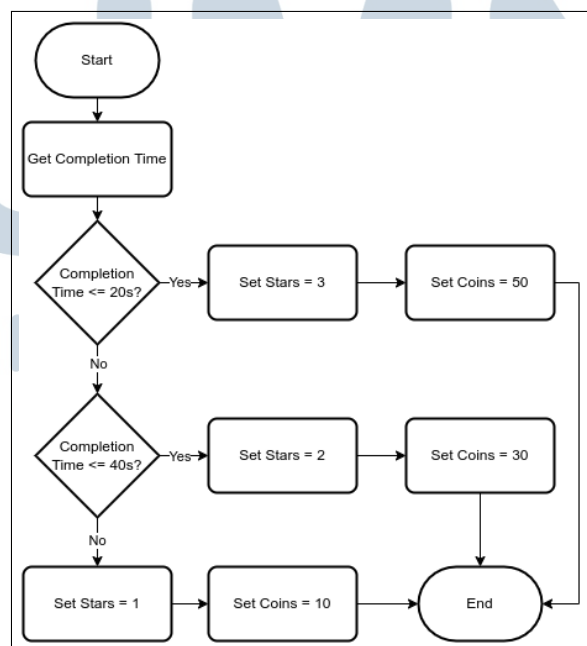 Start
Get Completion Time
Completion
Time <= 20s?
Yes
Set Stars = 3
Set Coins = 50
No
Completion
Time <= 40s?
Yes
Set Stars = 2
Set Coins = 30
No
Set Stars = 1
Set Coins = 10
End